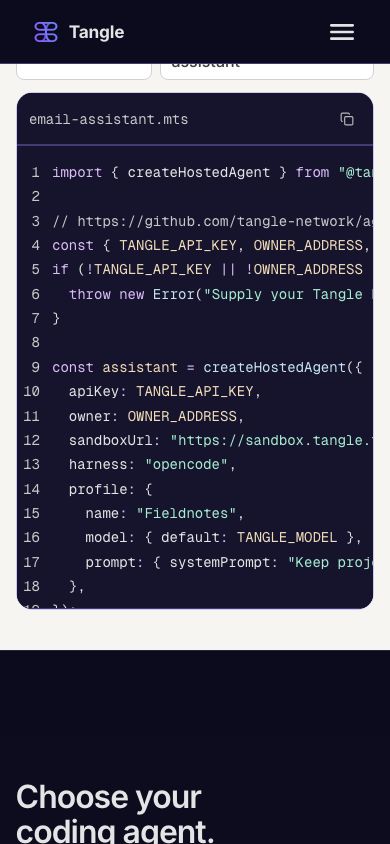 Tangle
assistant
email-assistant.mts
1 import { createHostedAgent } from "@tan
2
3 // https://github.com/tangle-network/ag
4 const { TANGLE_API_KEY, OWNER_ADDRESS,
5 if (!TANGLE_API_KEY || !OWNER_ADDRESS
6 throw new Error("Supply your Tangle
7 }
8
9 const assistant = createHostedAgent({
10 apiKey: TANGLE_API_KEY,
11 owner: OWNER_ADDRESS,
12 sandboxUrl: "https://sandbox.tangle.
13 harness: "opencode",
14 profile: {
15 name: "Fieldnotes",
16 model: { default: TANGLE_MODEL },
17 prompt: { systemPrompt: "Keep proj
18 },
Choose your
coding agent.